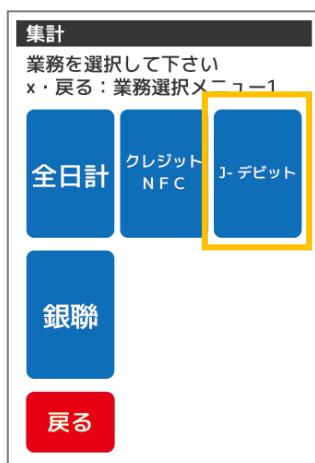 集計
業務を選択して下さい
x・戻る：業務選択メニュー1
全日計
クレジット
NFC
J-デビット
銀聯
戻る